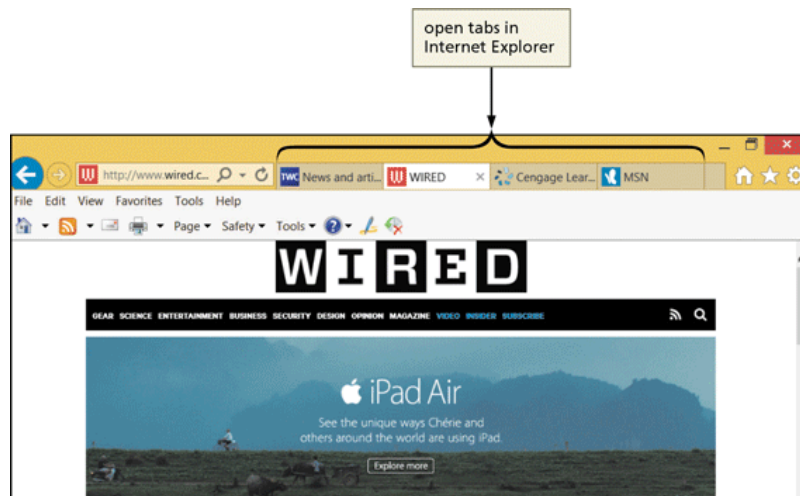 open tabs in
Internet Explorer
http://www.wired.c...
TWC News and arti...
WIRED
Cengage Lear...
MSN
File Edit View Favorites Tools Help
Page Safety Tools
WIRED
GEAR SCIENCE ENTERTAINMENT BUSINESS SECURITY DESIGN OPINION MAGAZINE VIDEO INSIDER SUBSCRIBE
iPad Air
See the unique ways Chérie and
others around the world are using iPad.
Explore more